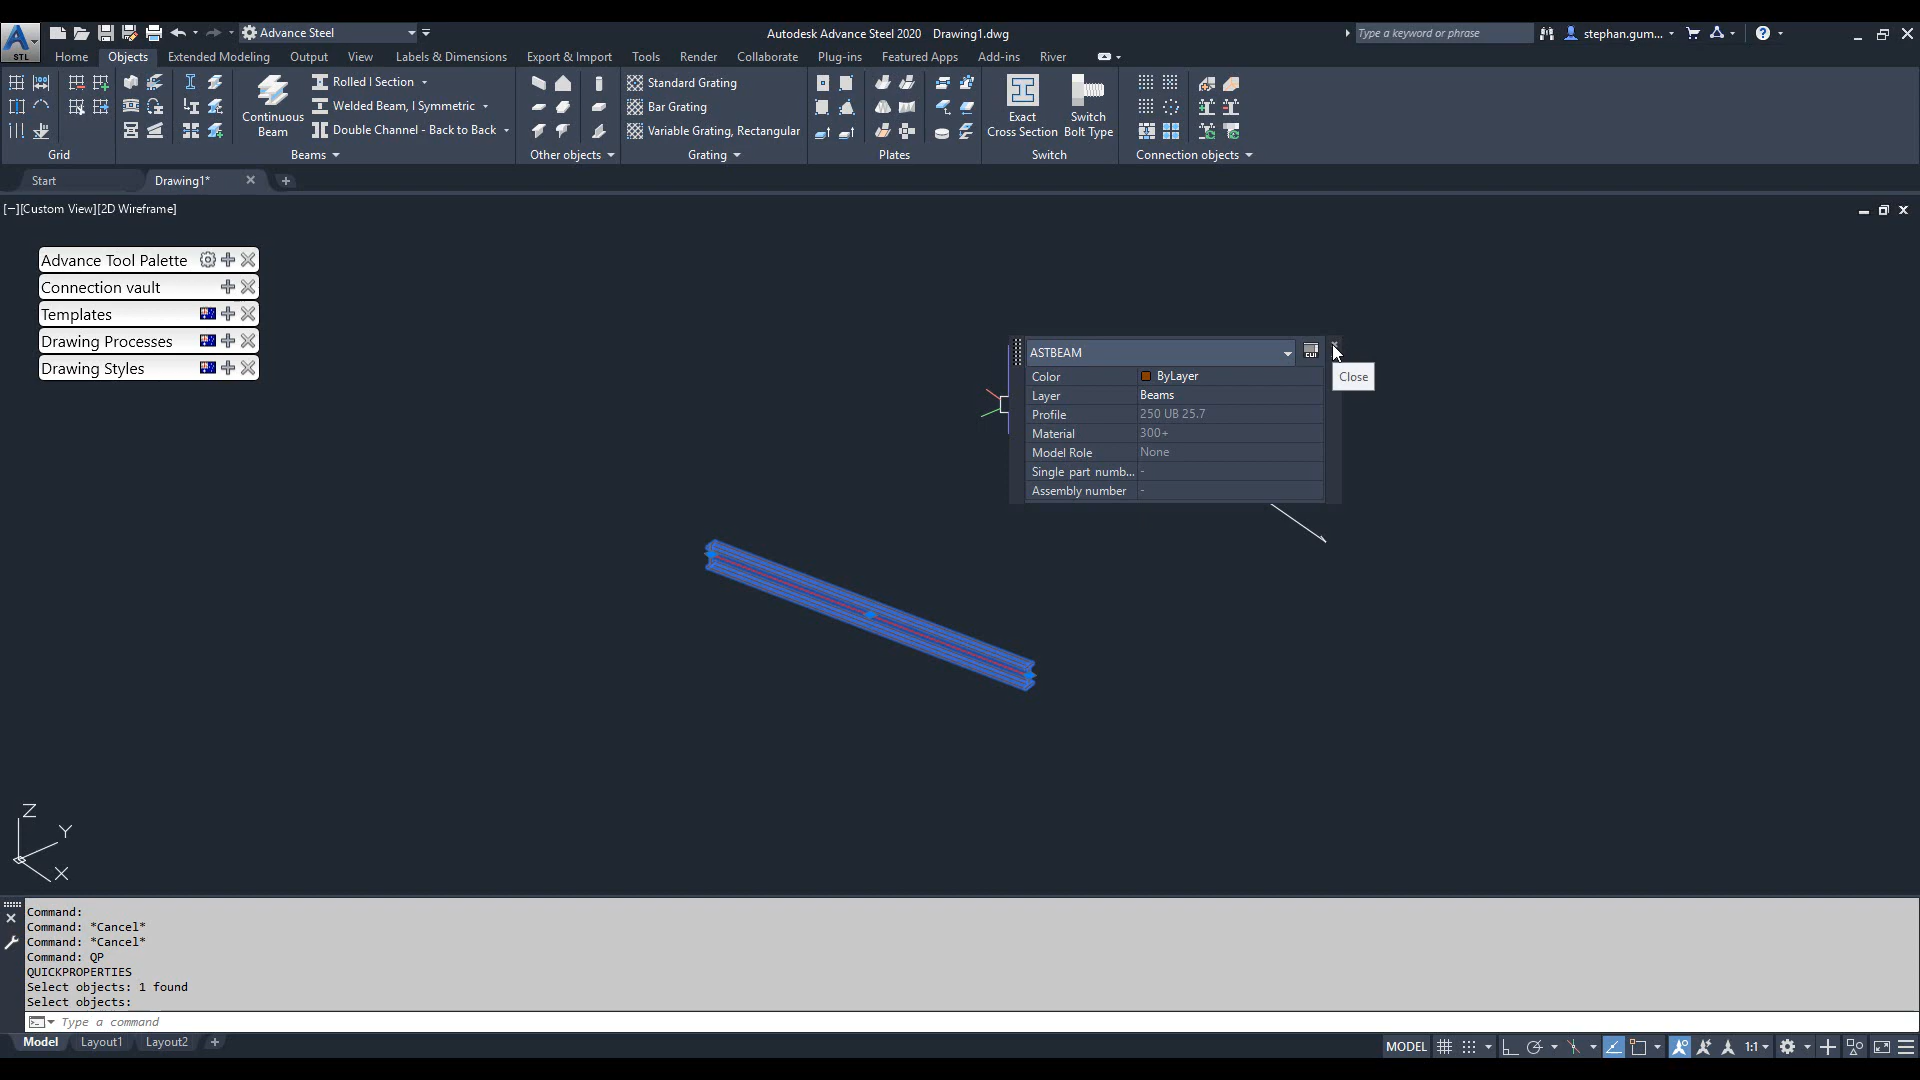 Advance Steel
Autodesk Advance Steel 2020 Drawing1.dwg
Type a keyword or phrase
stephan.gum...
STL
Home Objects Extended Modeling Output View Labels & Dimensions Export & Import Tools Render Collaborate Plug-ins Featured Apps Add-ins River
Continuous Beam
Rolled I Section
Welded Beam, I Symmetric
Double Channel - Back to Back
Standard Grating
Bar Grating
Variable Grating, Rectangular
Exact Cross Section
Switch Bolt Type
Grid Beams Other objects Grating Plates Switch Connection objects
Start Drawing1*
[−][Custom View][2D Wireframe]
Advance Tool Palette
Connection vault
Templates
Drawing Processes
Drawing Styles
ASTBEAM
CUI
Close
Color ByLayer
Layer Beams
Profile 250 UB 25.7
Material 300+
Model Role None
Single part numb... -
Assembly number -
Z
Y
X
Command:
Command: *Cancel*
Command: *Cancel*
Command: QP
QUICKPROPERTIES
Select objects: 1 found
Select objects:
Type a command
Model Layout1 Layout2
MODEL 1:1